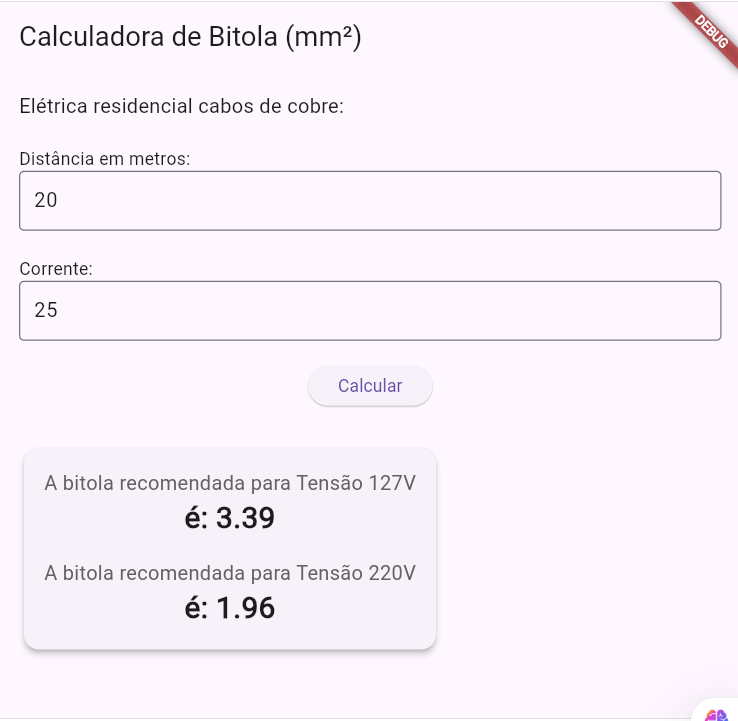 Calculadora de Bitola (mm²)
DEBUG
Elétrica residencial cabos de cobre:
Distância em metros:
20
Corrente:
25
Calcular
A bitola recomendada para Tensão 127V
é: 3.39
A bitola recomendada para Tensão 220V
é: 1.96